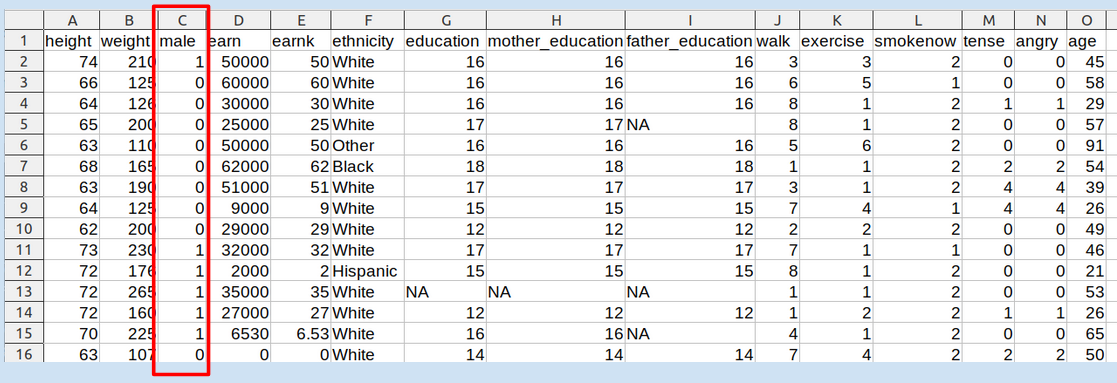 A B C D E F G H I J K L M N O
1 height weight male earn earnk ethnicity education mother_education father_education walk exercise smokenow tense angry age
2 74 210 1 50000 50 White 16 16 16 3 3 2 0 0 45
3 66 125 0 60000 60 White 16 16 16 6 5 1 0 0 58
4 64 126 0 30000 30 White 16 16 16 8 1 2 1 1 29
5 65 200 0 25000 25 White 17 17 NA 8 1 2 0 0 57
6 63 110 0 50000 50 Other 16 16 16 5 6 2 0 0 91
7 68 165 0 62000 62 Black 18 18 18 1 1 2 2 2 54
8 63 190 0 51000 51 White 17 17 17 3 1 2 4 4 39
9 64 125 0 9000 9 White 15 15 15 7 4 1 4 4 26
10 62 200 0 29000 29 White 12 12 12 2 2 2 0 0 49
11 73 230 1 32000 32 White 17 17 17 7 1 1 0 0 46
12 72 176 1 2000 2 Hispanic 15 15 15 8 1 2 0 0 21
13 72 265 1 35000 35 White NA NA NA 1 1 2 0 0 53
14 72 160 1 27000 27 White 12 12 12 1 2 2 1 1 26
15 70 225 1 6530 6.53 White 16 16 NA 4 1 2 0 0 65
16 63 107 0 0 0 White 14 14 14 7 4 2 2 2 50